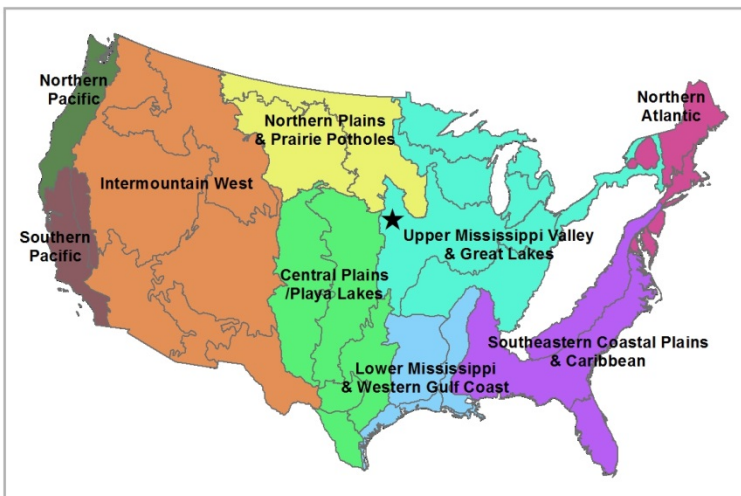 Northern
Pacific
Northern Plains
& Prairie Potholes
Northern
Atlantic
Intermountain West
Southern
Pacific
Upper Mississippi Valley
& Great Lakes
Central Plains
/Playa Lakes
Southeastern Coastal Plains
& Caribbean
Lower Mississippi
& Western Gulf Coast